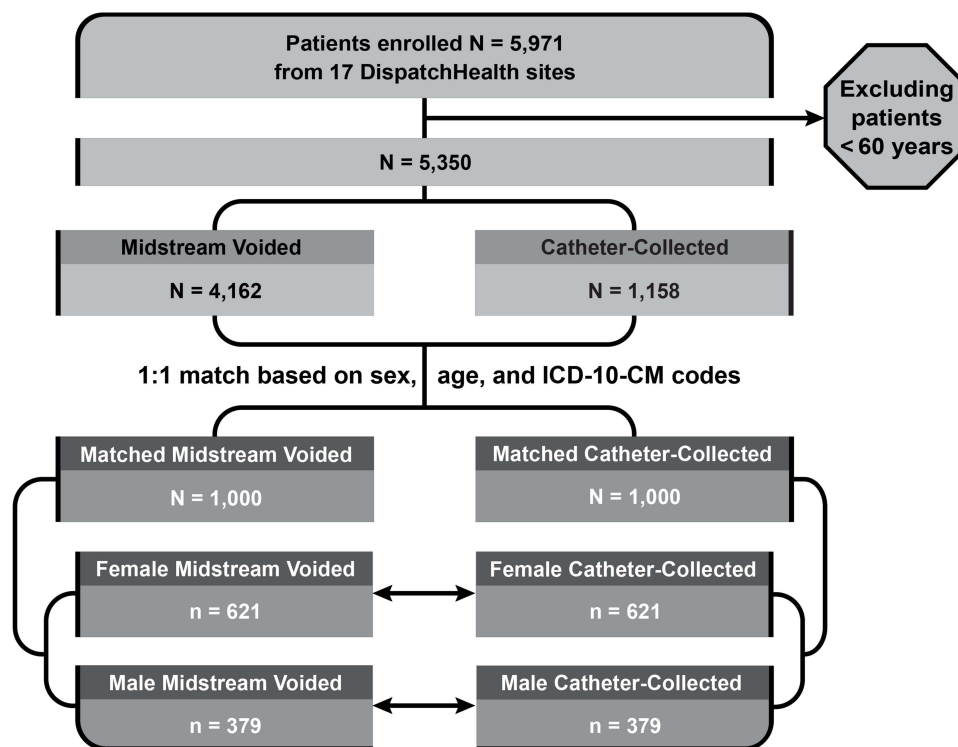 Patients enrolled N = 5,971
from 17 DispatchHealth sites
Excluding
patients
< 60 years
N = 5,350
Midstream Voided
N = 4,162
Catheter-Collected
N = 1,158
1:1 match based on sex, age, and ICD-10-CM codes
Matched Midstream Voided
N = 1,000
Matched Catheter-Collected
N = 1,000
Female Midstream Voided
n = 621
Female Catheter-Collected
n = 621
Male Midstream Voided
n = 379
Male Catheter-Collected
n = 379